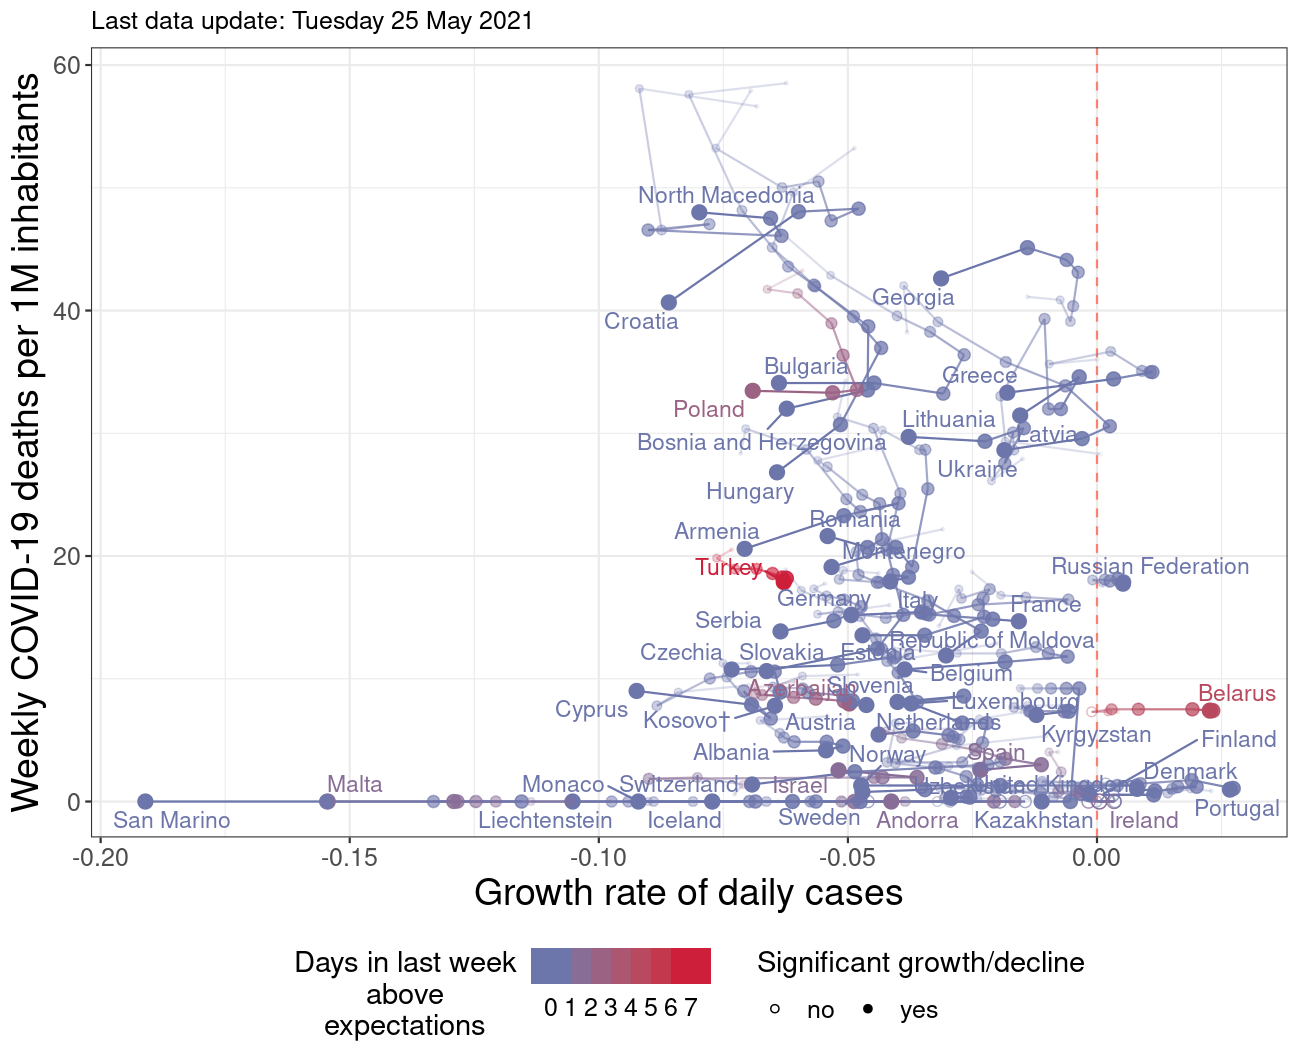 Last data update: Tuesday 25 May 2021
Weekly COVID-19 deaths per 1M inhabitants
60
40
20
0
North Macedonia
Croatia
Georgia
Bulgaria
Greece
Poland
Lithuania
Bosnia and Herzegovina
Latvia
Ukraine
Hungary
Romania
Armenia
Montenegro
Turkey
Russian Federation
Germany
Italy
France
Serbia
Republic of Moldova
Czechia
Slovakia
Estonia
Belgium
Azerbaijan
Slovenia
Belarus
Cyprus
Kosovo†
Austria
Luxembourg
Netherlands
Kyrgyzstan
Finland
Albania
Norway
Spain
Denmark
Malta
Monaco
Switzerland
Israel
United Kingdom
Portugal
San Marino
Liechtenstein
Iceland
Sweden
Andorra
Kazakhstan
Ireland
-0.20
-0.15
-0.10
-0.05
0.00
Growth rate of daily cases
Days in last week
above
expectations
0 1 2 3 4 5 6 7
Significant growth/decline
no
yes